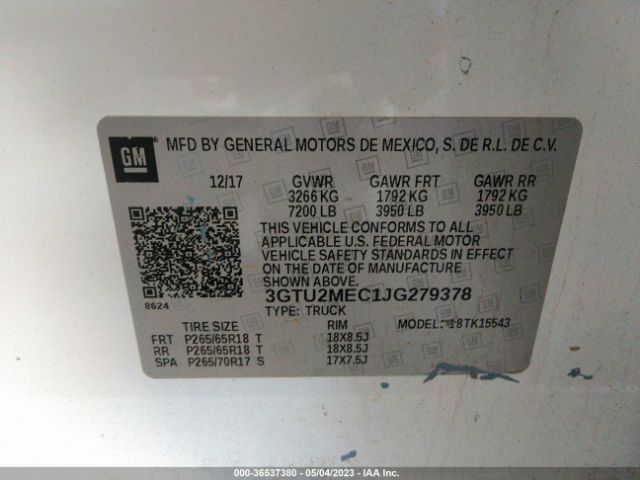 GM
MFD BY GENERAL MOTORS DE MEXICO, S. DE R.L. DE C.V.
12/17 GVWR GAWR FRT GAWR RR
3266 KG 1792 KG 1792 KG
7200 LB 3950 LB 3950 LB
THIS VEHICLE CONFORMS TO ALL
APPLICABLE U.S. FEDERAL MOTOR
VEHICLE SAFETY STANDARDS IN EFFECT
ON THE DATE OF MANUFACTURE
SHOWN ABOVE.
8624 3GTU2MEC1JG279378
TYPE: TRUCK MODEL: 18TK15543
TIRE SIZE RIM
FRT P265/65R18 T 18X8.5J
RR P265/65R18 T 18X8.5J
SPA P265/70R17 S 17X7.5J
000-36537380 - 05/04/2023 - IAA Inc.